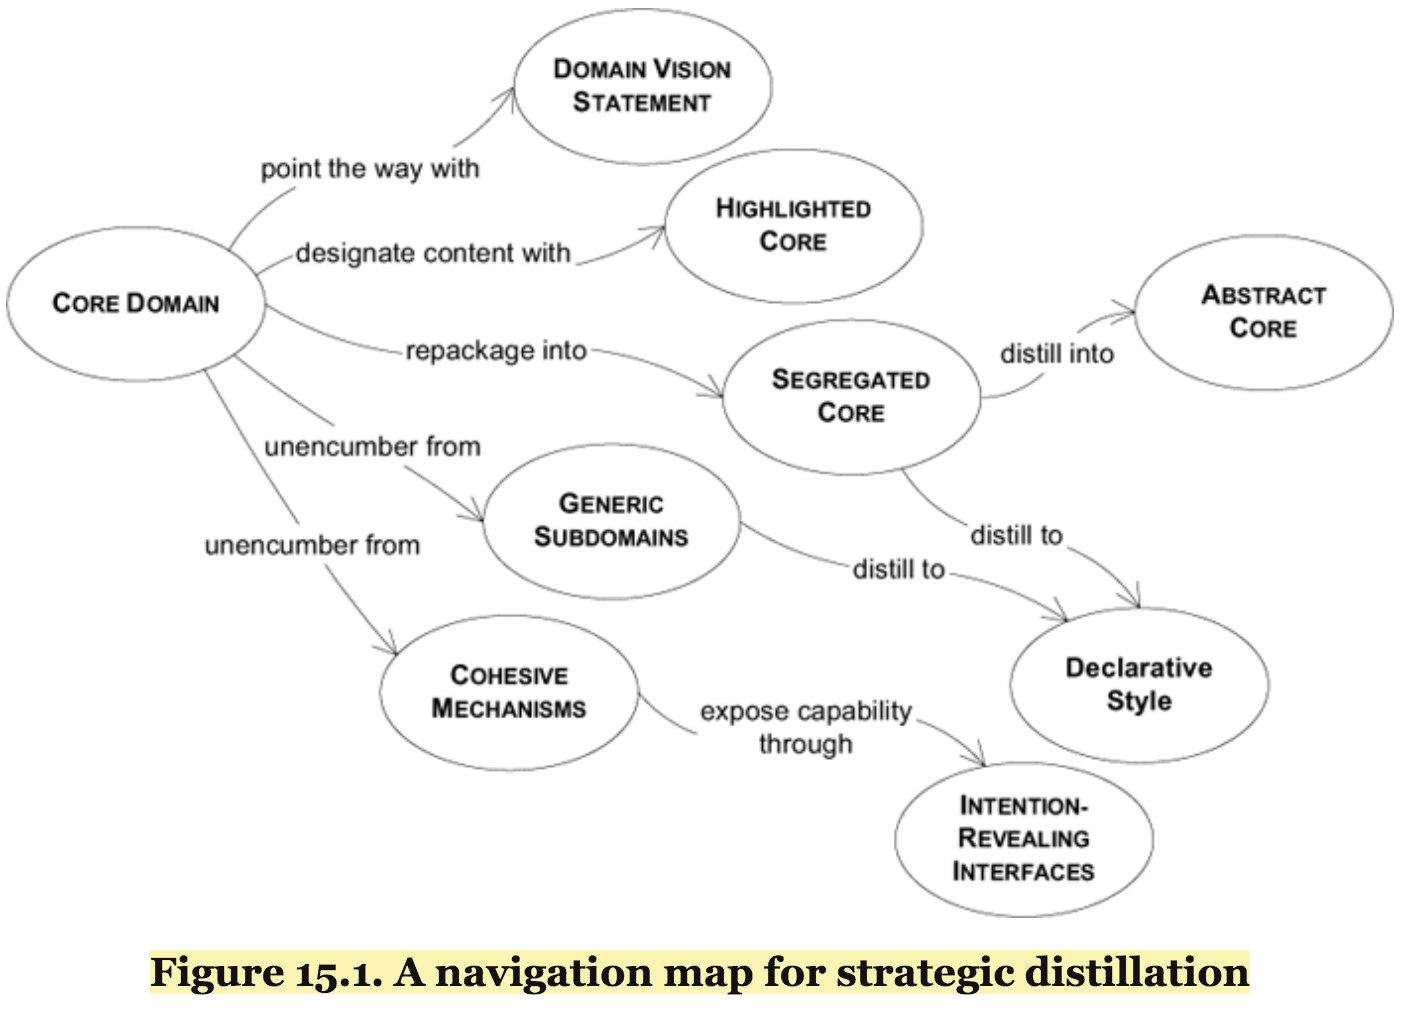 DOMAIN VISION
STATEMENT
point the way with
HIGHLIGHTED
CORE
designate content with
CORE DOMAIN
ABSTRACT
CORE
repackage into
distill into
SEGREGATED
CORE
unencumber from
GENERIC
SUBDOMAINS
unencumber from
distill to
distill to
COHESIVE
MECHANISMS
Declarative
Style
expose capability
through
INTENTION-
REVEALING
INTERFACES
Figure 15.1. A navigation map for strategic distillation